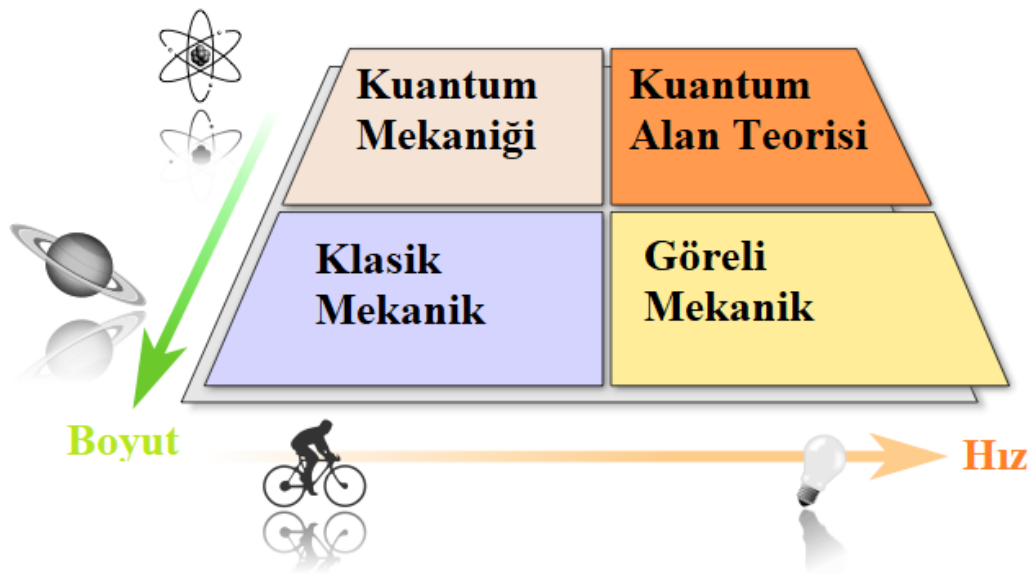 Kuantum
Mekaniği
Kuantum
Alan Teorisi
Klasik
Mekanik
Göreli
Mekanik
Boyut
Hız